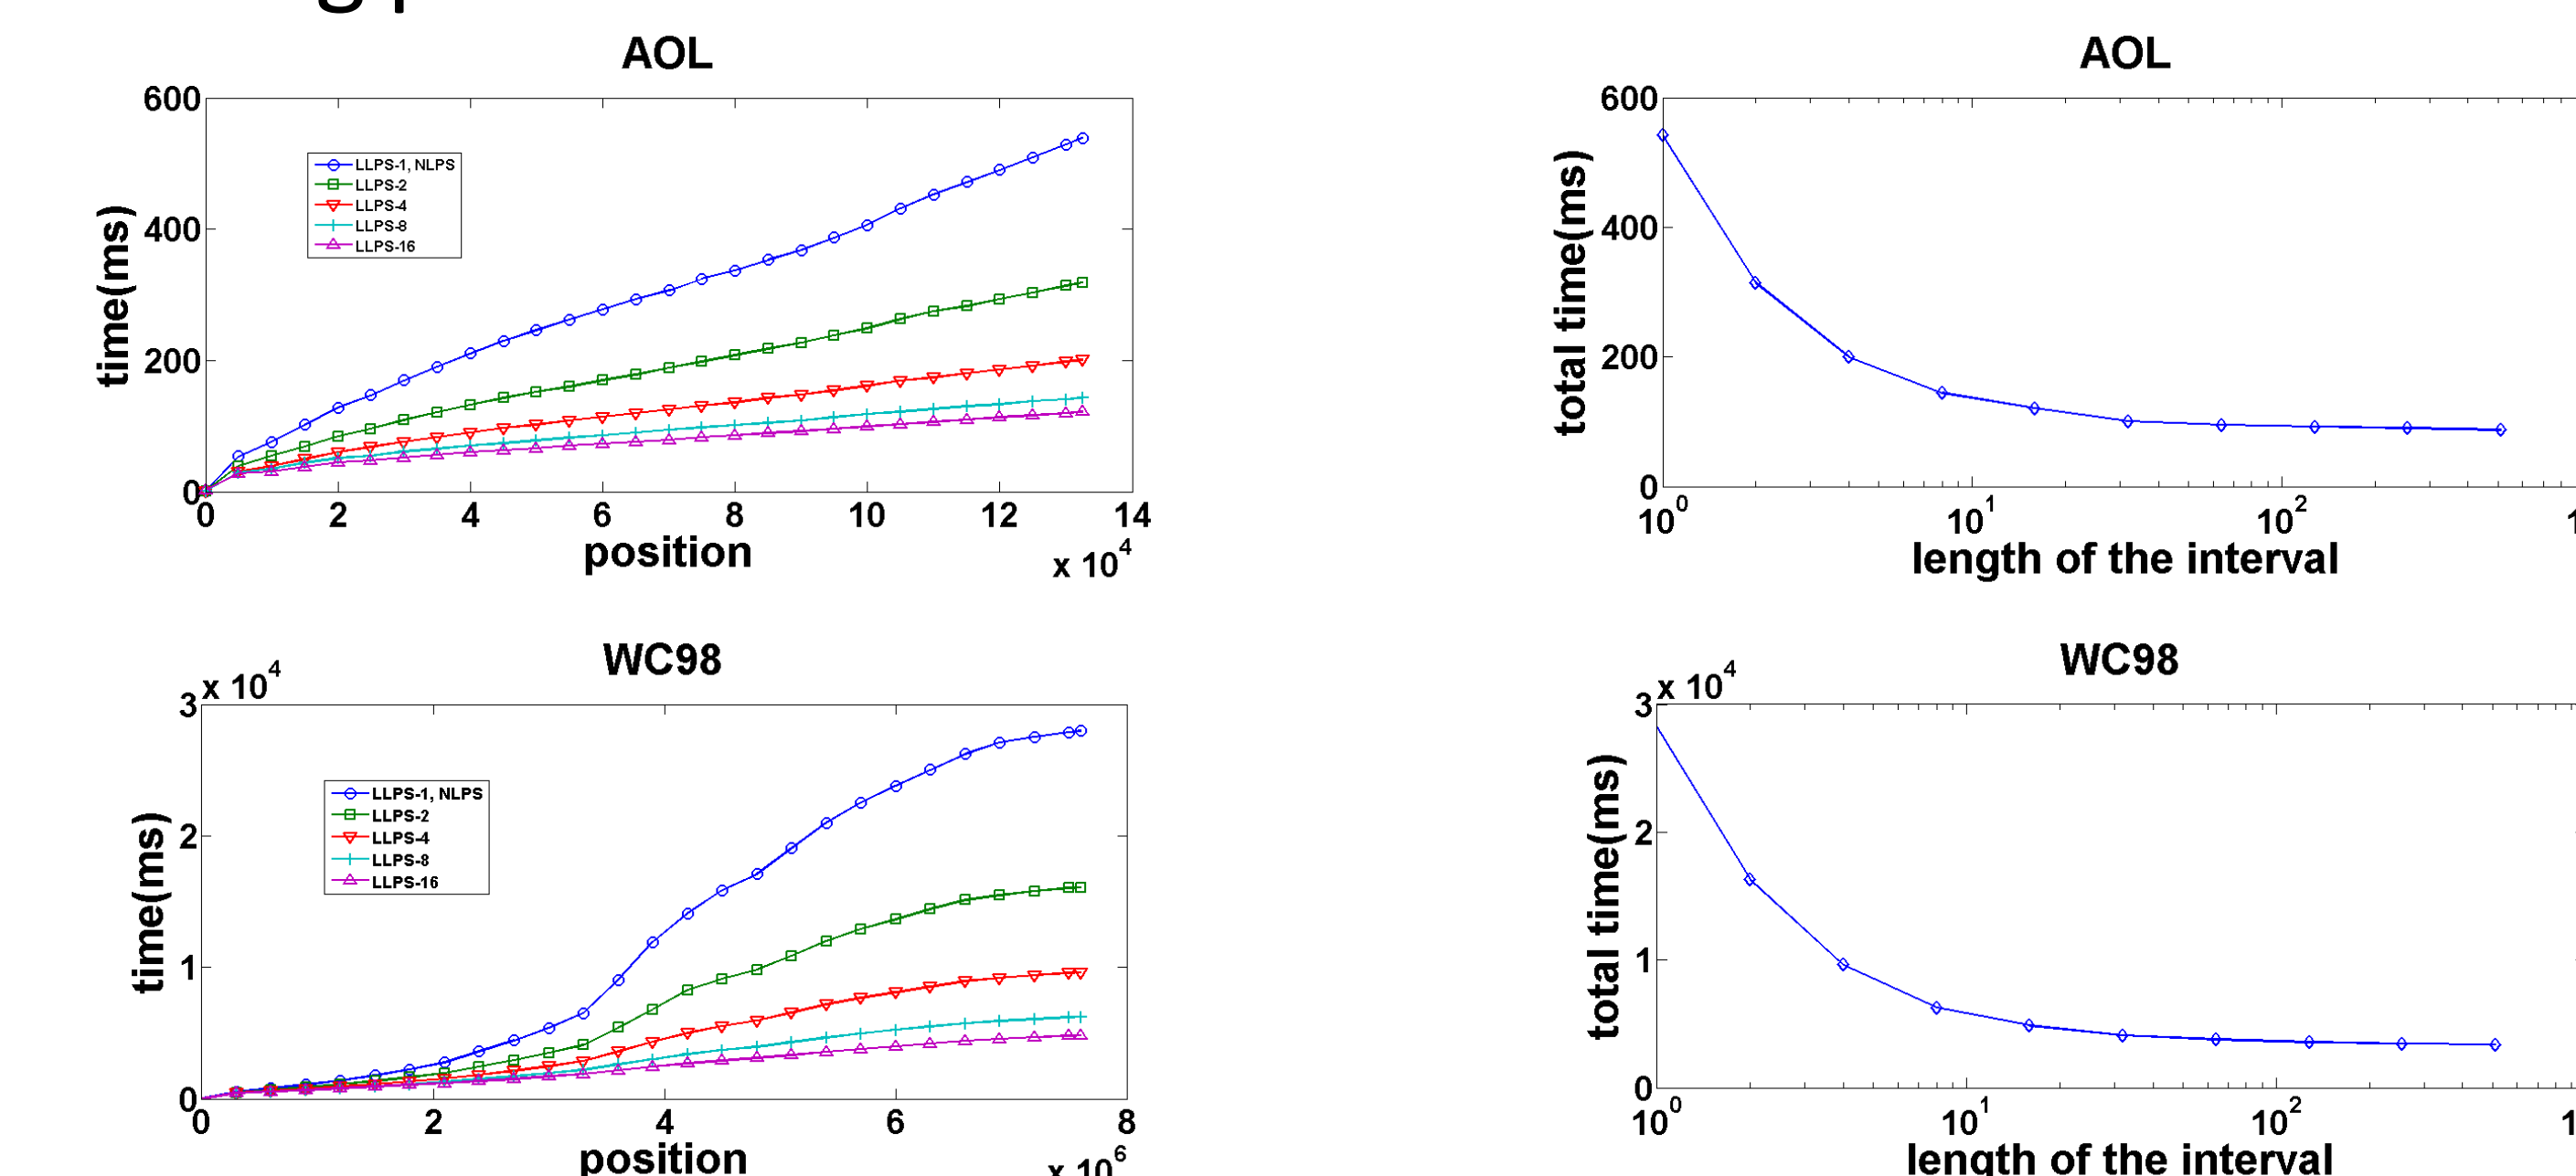 AOL
600
400
200
0
time(ms)
LLPS-1, NLPS
LLPS-2
LLPS-4
LLPS-8
LLPS-16
0 2 4 6 8 10 12 14
position
x 10^4
AOL
600
400
200
0
total time(ms)
10^0 10^1 10^2
length of the interval
WC98
x 10^4
3
2
1
0
time(ms)
LLPS-1, NLPS
LLPS-2
LLPS-4
LLPS-8
LLPS-16
0 2 4 6 8
position
x 10^6
WC98
x 10^4
3
2
1
0
total time(ms)
10^0 10^1 10^2
length of the interval